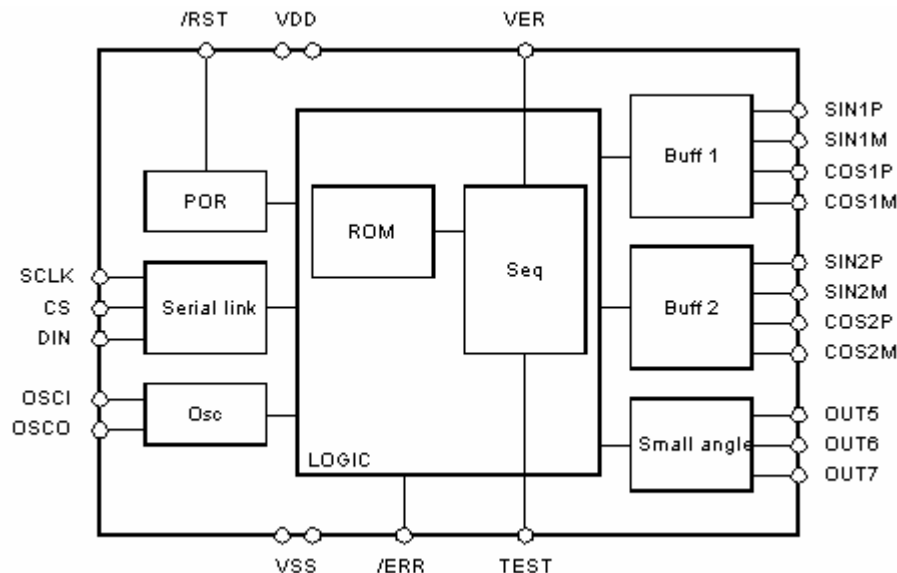 /RST VDD VER
SIN1P
SIN1M
Buff 1
COS1P
POR
COS1M
ROM
SIN2P
SCLK
Seq
SIN2M
CS
Serial link
Buff 2
COS2P
DIN
COS2M
OSCI
OUT5
Osc
OSCO
Small angle
OUT6
LOGIC
OUT7
VSS /ERR TEST